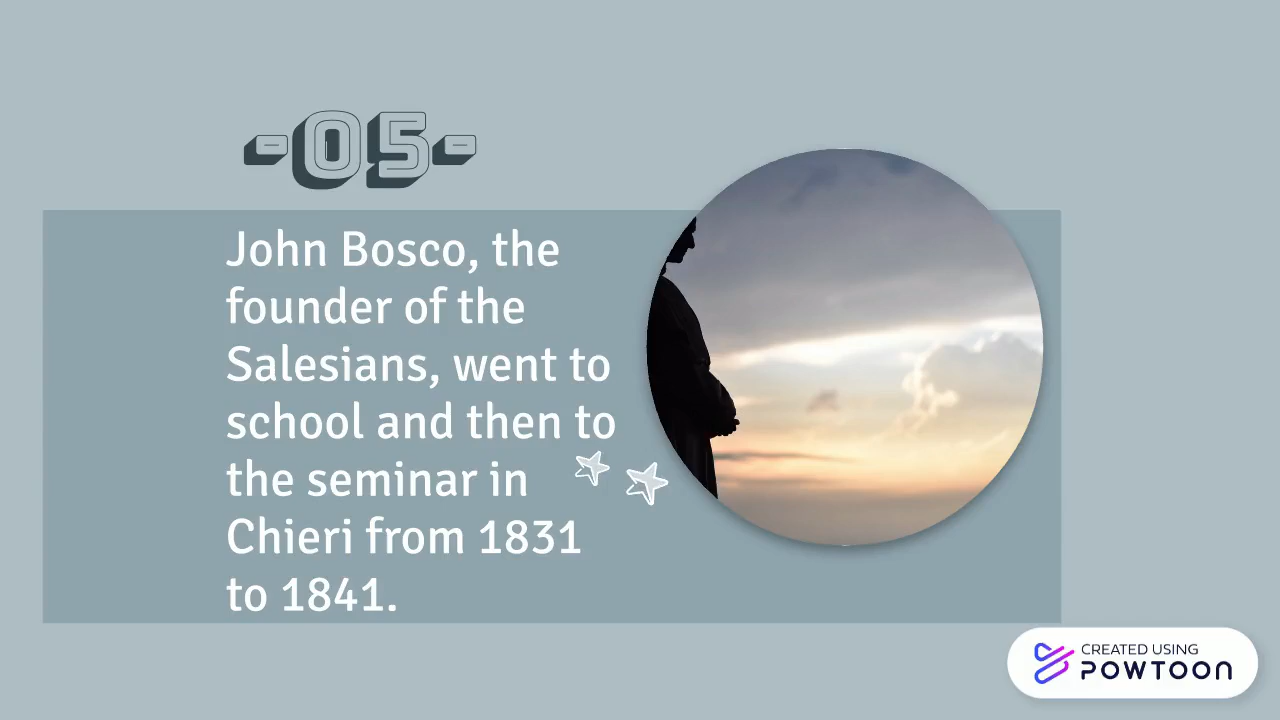 -05-
John Bosco, the
founder of the
Salesians, went to
school and then to
the seminar in
Chieri from 1831
to 1841.
CREATED USING
POWTOON